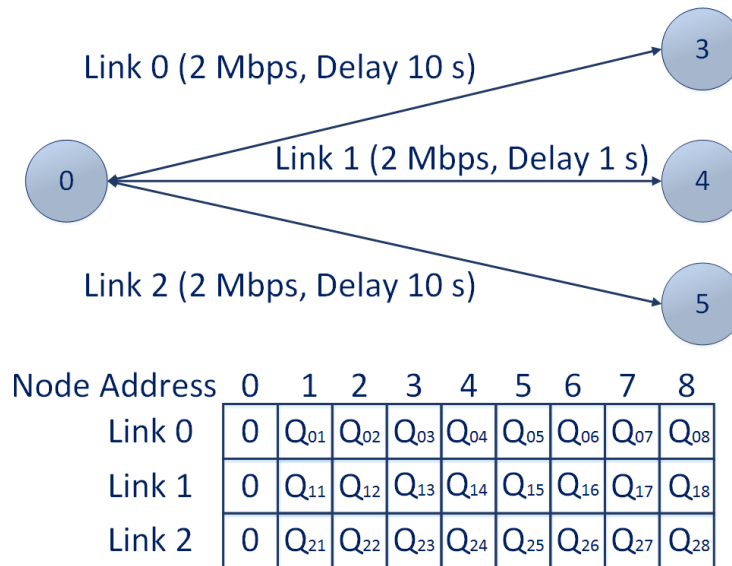 3
Link 0 (2 Mbps, Delay 10 s)
0
Link 1 (2 Mbps, Delay 1 s)
4
Link 2 (2 Mbps, Delay 10 s)
5
Node Address 0 1 2 3 4 5 6 7 8
Link 0 0 Q01 Q02 Q03 Q04 Q05 Q06 Q07 Q08
Link 1 0 Q11 Q12 Q13 Q14 Q15 Q16 Q17 Q18
Link 2 0 Q21 Q22 Q23 Q24 Q25 Q26 Q27 Q28